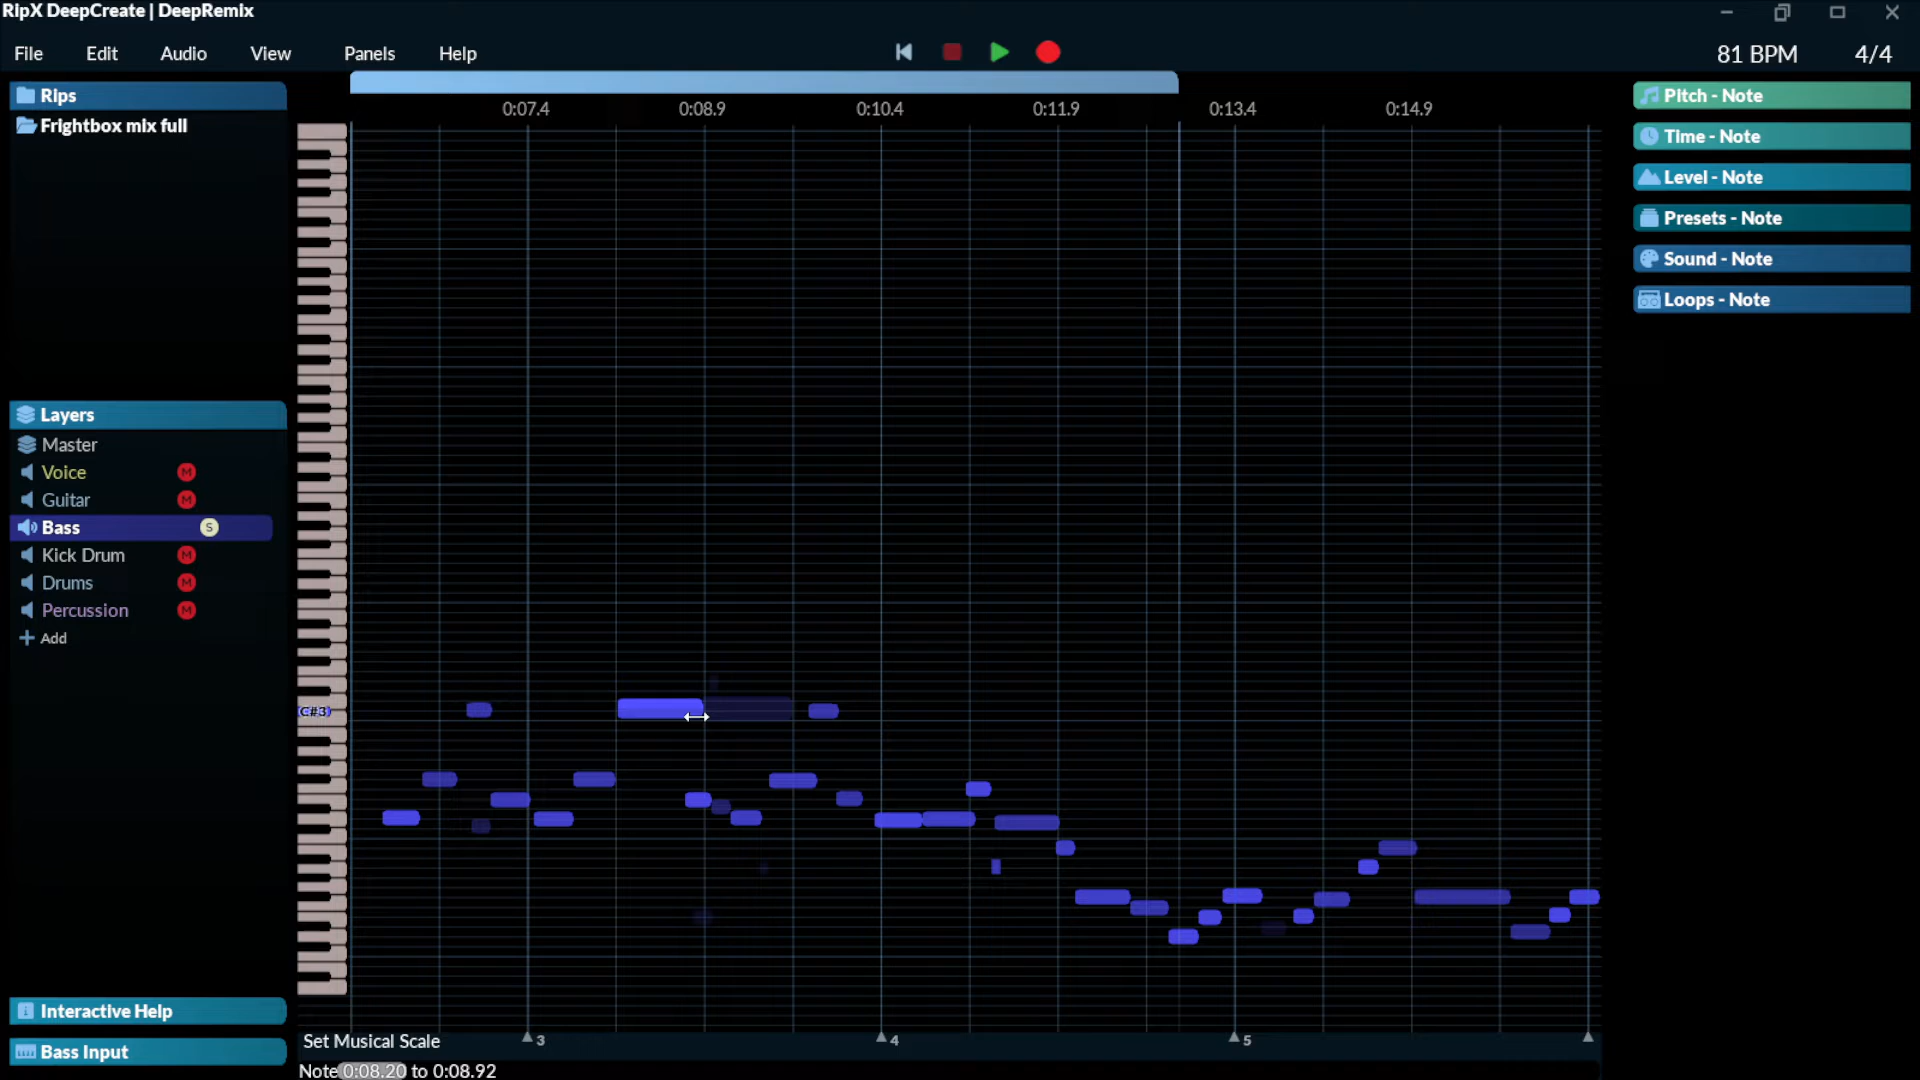 RipX DeepCreate | DeepRemix
File Edit Audio View Panels Help
81 BPM 4/4
Rips
Frightbox mix full
0:07.4 0:08.9 0:10.4 0:11.9 0:13.4 0:14.9
Pitch - Note
Time - Note
Level - Note
Presets - Note
Sound - Note
Loops - Note
Layers
Master
Voice M
Guitar M
Bass S
Kick Drum M
Drums M
Percussion M
Add
C#3
Interactive Help
Bass Input
Set Musical Scale
3 4 5
Note 0:08.20 to 0:08.92